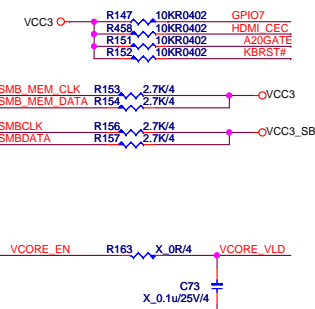 R147 10KR0402 GPIO7
VCC3 R458 10KR0402 HDMI_CEC
R151 10KR0402 A20GATE
R152 10KR0402 KBRST#
SMB_MEM_CLK R153 2.7K/4 VCC3
SMB_MEM_DATA R154 2.7K/4
SMBCLK R156 2.7K/4 VCC3_SB
SMBDATA R157 2.7K/4
VCORE_EN R163 X_0R/4 VCORE_VLD
C73
X_0.1u/25V/4